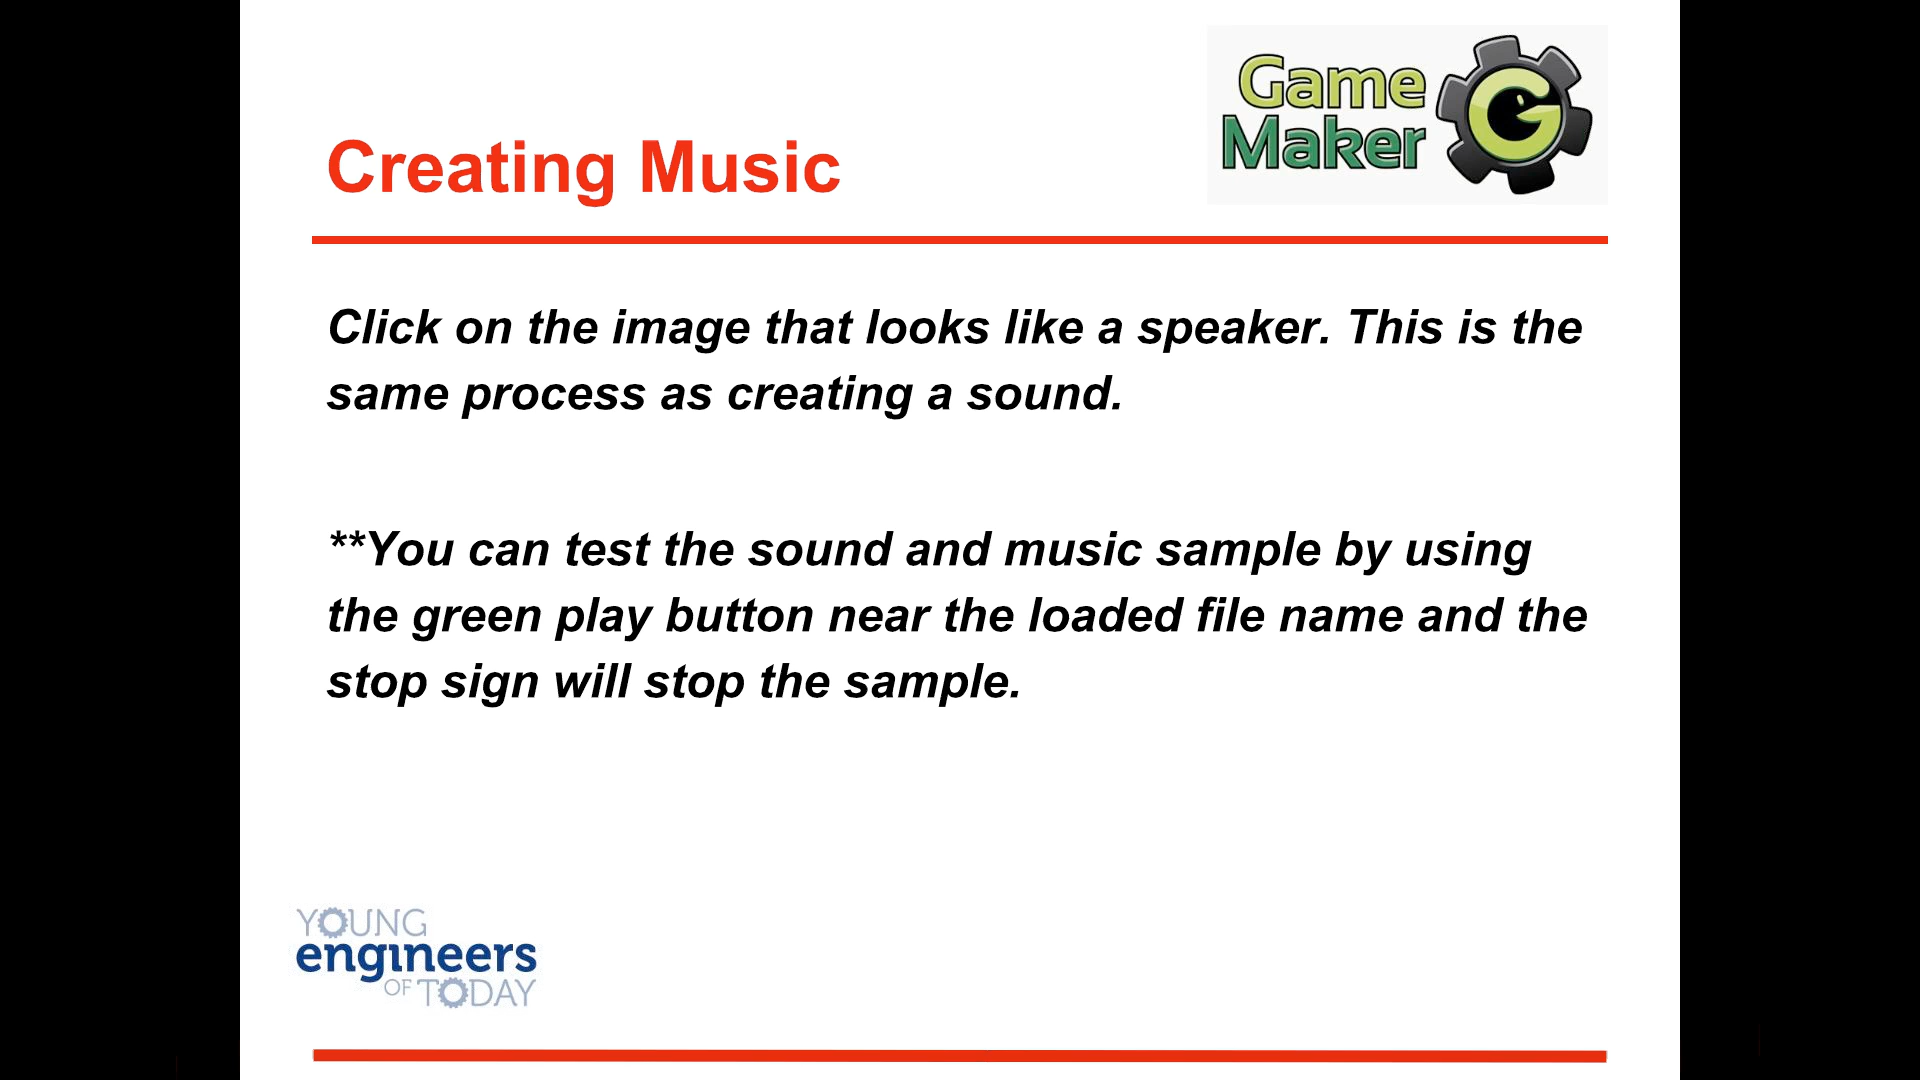 Game
Maker
Creating Music
Click on the image that looks like a speaker. This is the
same process as creating a sound.
**You can test the sound and music sample by using
the green play button near the loaded file name and the
stop sign will stop the sample.
YOUNG
engineers
OF TODAY